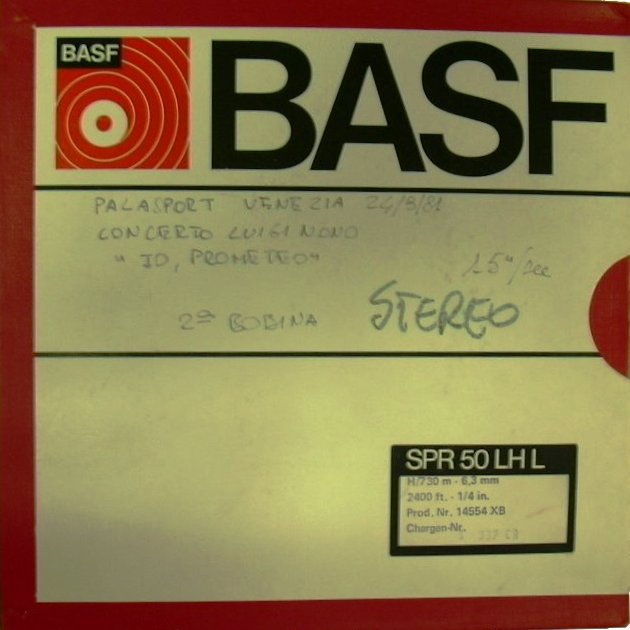 BASF
BASF
PALASPORT VENEZIA 24/9/81
CONCERTO LUIGI NONO
"IO, PROMETEO"
15"/sec
2ª BOBINA STEREO
SPR 50 LH L
H/730 m - 6,3 mm
2400 ft. - 1/4 in.
Prod. Nr. 14554 XB
Chargen-Nr.